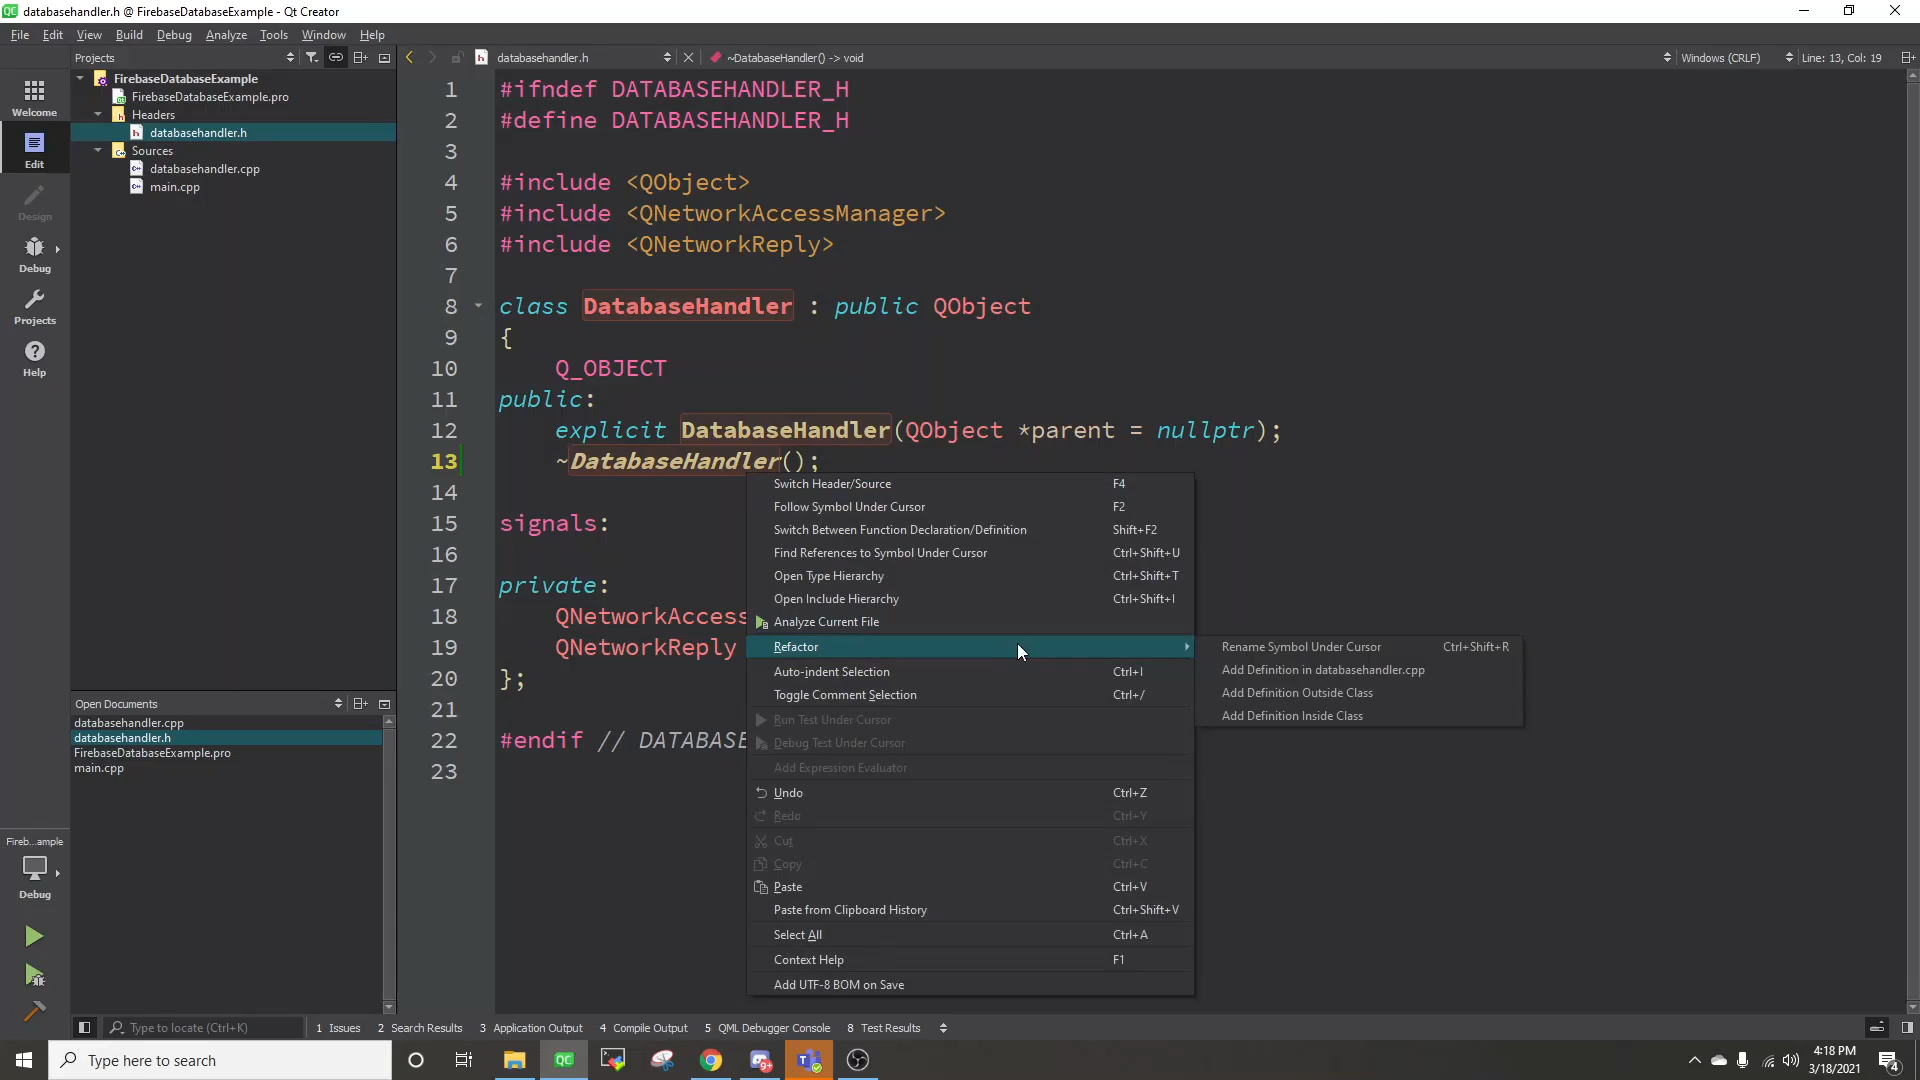 QC databasehandler.h @ FirebaseDatabaseExample - Qt Creator
File Edit View Build Debug Analyze Tools Window Help
Projects
databasehandler.h
~DatabaseHandler() -> void
Windows (CRLF)
Line: 13, Col: 19
Welcome
Edit
Design
Debug
Projects
Help
FirebaseDatabaseExample
FirebaseDatabaseExample.pro
Headers
databasehandler.h
Sources
databasehandler.cpp
main.cpp
1 #ifndef DATABASEHANDLER_H
2 #define DATABASEHANDLER_H
3
4 #include <QObject>
5 #include <QNetworkAccessManager>
6 #include <QNetworkReply>
7
8 class DatabaseHandler : public QObject
9 {
10 Q_OBJECT
11 public:
12 explicit DatabaseHandler(QObject *parent = nullptr);
13 ~DatabaseHandler();
14
15 signals:
16
17 private:
18 QNetworkAccess
19 QNetworkReply
20 };
21
22 #endif // DATABASE
23
Switch Header/Source F4
Follow Symbol Under Cursor F2
Switch Between Function Declaration/Definition Shift+F2
Find References to Symbol Under Cursor Ctrl+Shift+U
Open Type Hierarchy Ctrl+Shift+T
Open Include Hierarchy Ctrl+Shift+I
Analyze Current File
Refactor
Auto-indent Selection Ctrl+I
Toggle Comment Selection Ctrl+/
Run Test Under Cursor
Debug Test Under Cursor
Add Expression Evaluator
Undo Ctrl+Z
Redo Ctrl+Y
Cut Ctrl+X
Copy Ctrl+C
Paste Ctrl+V
Paste from Clipboard History Ctrl+Shift+V
Select All Ctrl+A
Context Help F1
Add UTF-8 BOM on Save
Rename Symbol Under Cursor Ctrl+Shift+R
Add Definition in databasehandler.cpp
Add Definition Outside Class
Add Definition Inside Class
Open Documents
databasehandler.cpp
databasehandler.h
FirebaseDatabaseExample.pro
main.cpp
Fireb...ample
Debug
Type to locate (Ctrl+K)
1 Issues 2 Search Results 3 Application Output 4 Compile Output 5 QML Debugger Console 8 Test Results
Type here to search
QC
9+
4:18 PM
3/18/2021
4